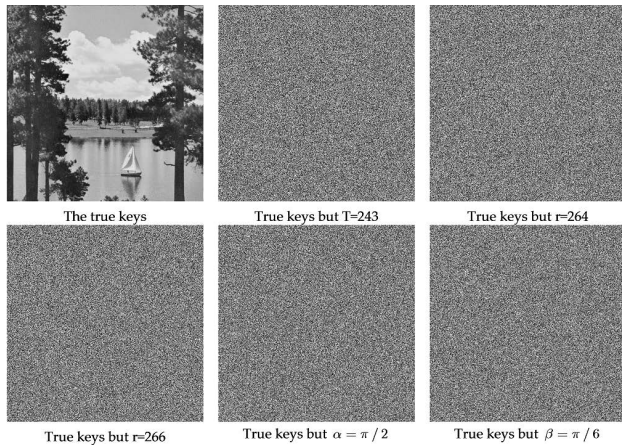 The true keys
True keys but T=243
True keys but r=264
True keys but r=266
True keys but α = π / 2
True keys but β = π / 6